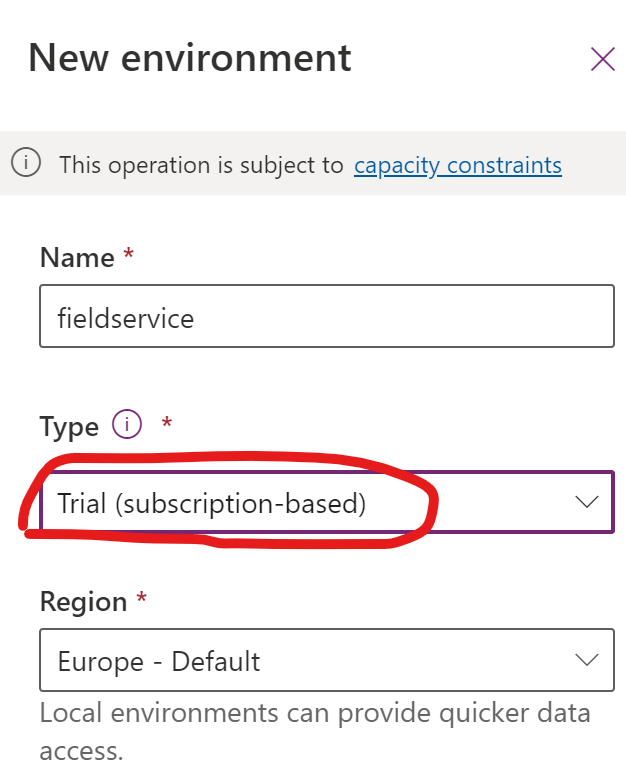 New environment
This operation is subject to capacity constraints
Name *
fieldservice
Type *
Trial (subscription-based)
Region *
Europe - Default
Local environments can provide quicker data
access.